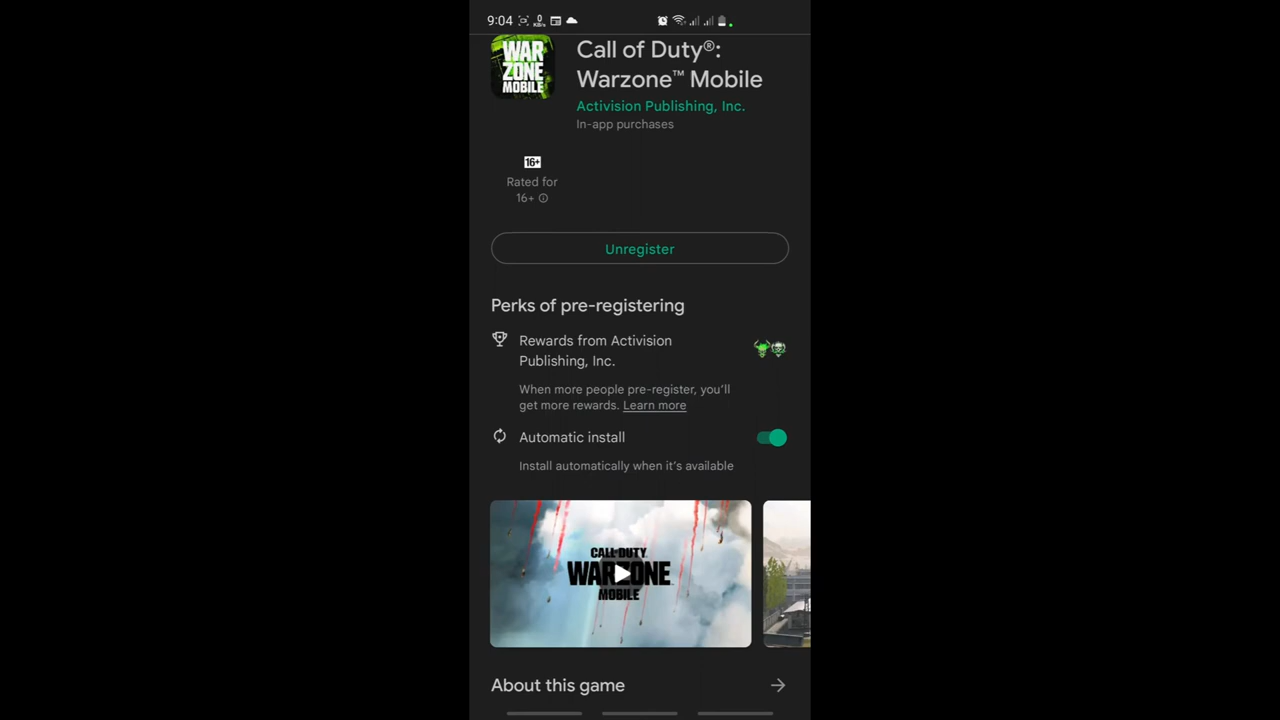 9:04
0
KB/s
WAR
ZONE
MOBILE
Call of Duty®:
Warzone™ Mobile
Activision Publishing, Inc.
In-app purchases
16+
Rated for
16+
Unregister
Perks of pre-registering
Rewards from Activision
Publishing, Inc.
When more people pre-register, you'll
get more rewards. Learn more
Automatic install
Install automatically when it's available
CALL OF DUTY
WARZONE
MOBILE
About this game